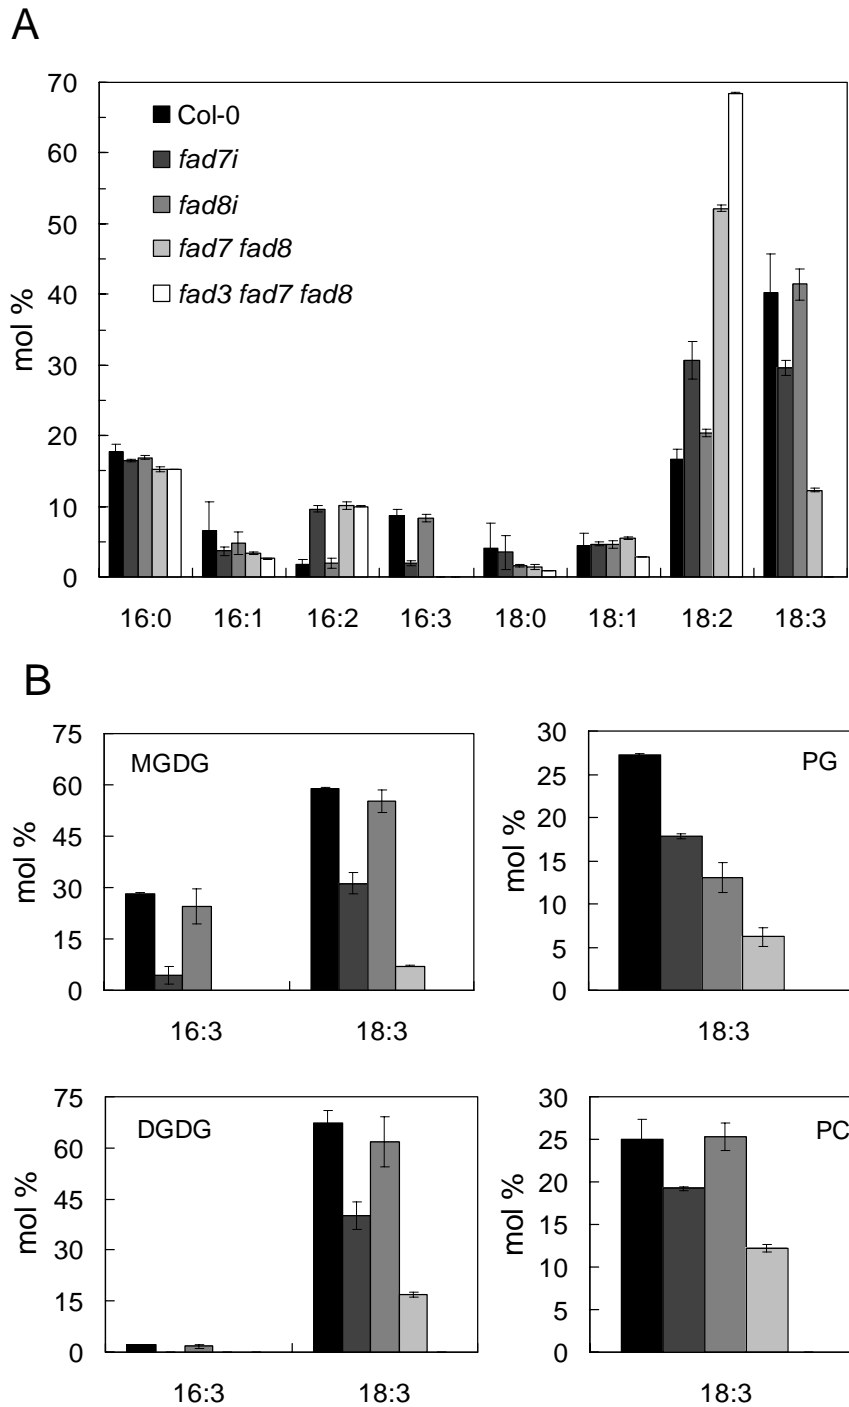 A
mol %
70
60
50
40
30
20
10
0
Col-0
fad7i
fad8i
fad7 fad8
fad3 fad7 fad8
16:0 16:1 16:2 16:3 18:0 18:1 18:2 18:3
B
mol %
75
60
45
30
15
0
MGDG
16:3 18:3
mol %
30
25
20
15
10
5
0
PG
18:3
mol %
75
60
45
30
15
0
DGDG
16:3 18:3
mol %
30
25
20
15
10
5
0
PC
18:3